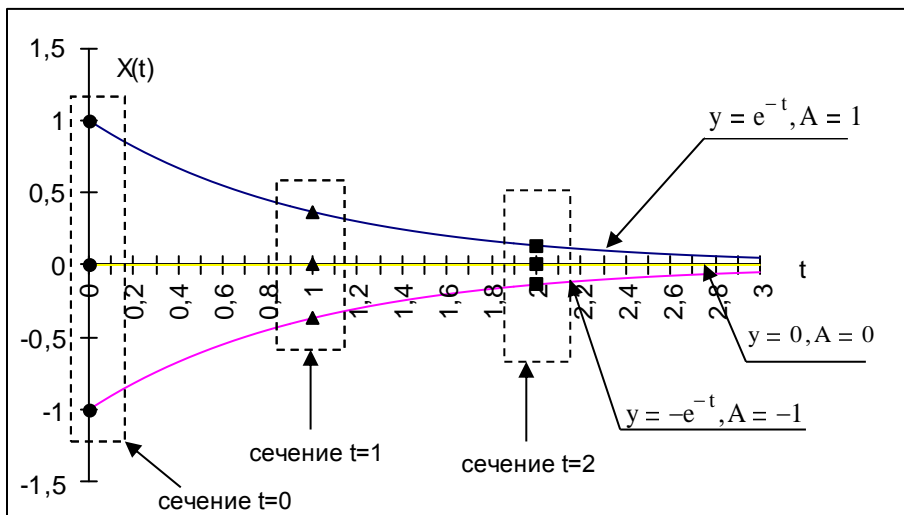 1,5
X(t)
1
y = e^{-t}, A = 1
0,5
0
t
0
0,2
0,4
0,6
0,8
1
1,2
1,4
1,6
1,8
2
2,2
2,4
2,6
2,8
3
y = 0, A = 0
-0,5
y = −e^{-t}, A = −1
-1
сечение t=1
сечение t=2
сечение t=0
-1,5